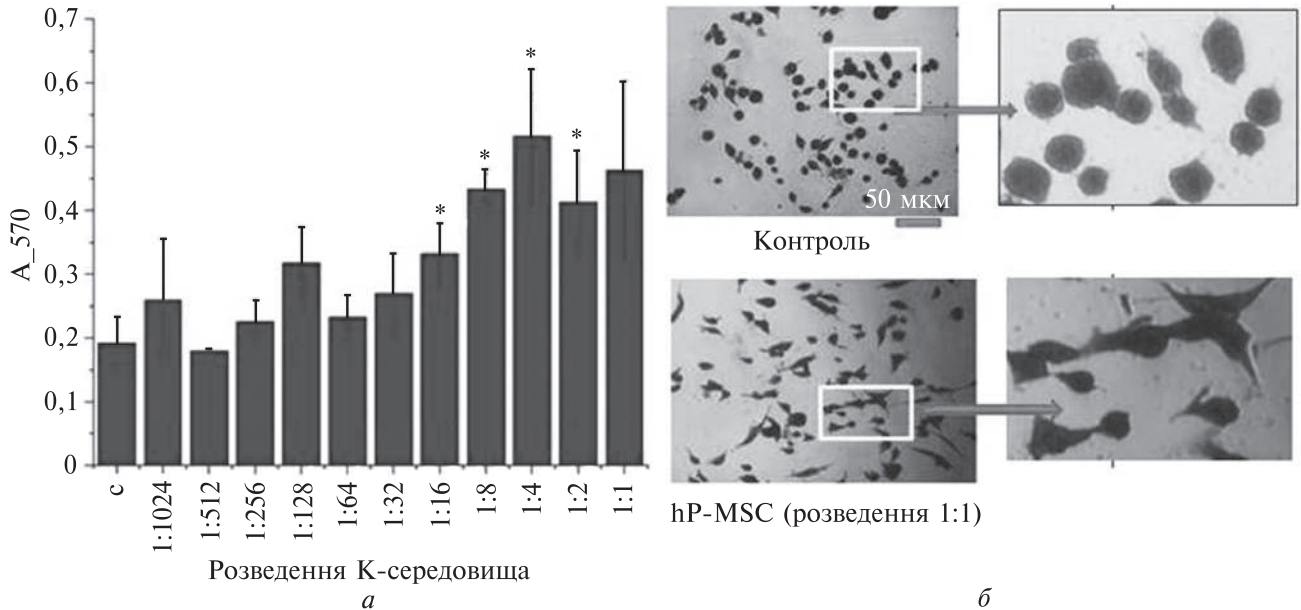 0,7
0,6
0,5
0,4
0,3
0,2
0,1
0
A_570
* * * * *
c
1:1024
1:512
1:256
1:128
1:64
1:32
1:16
1:8
1:4
1:2
1:1
Розведення К-середовища
а
50 мкм
Контроль
hP-MSC (розведення 1:1)
б